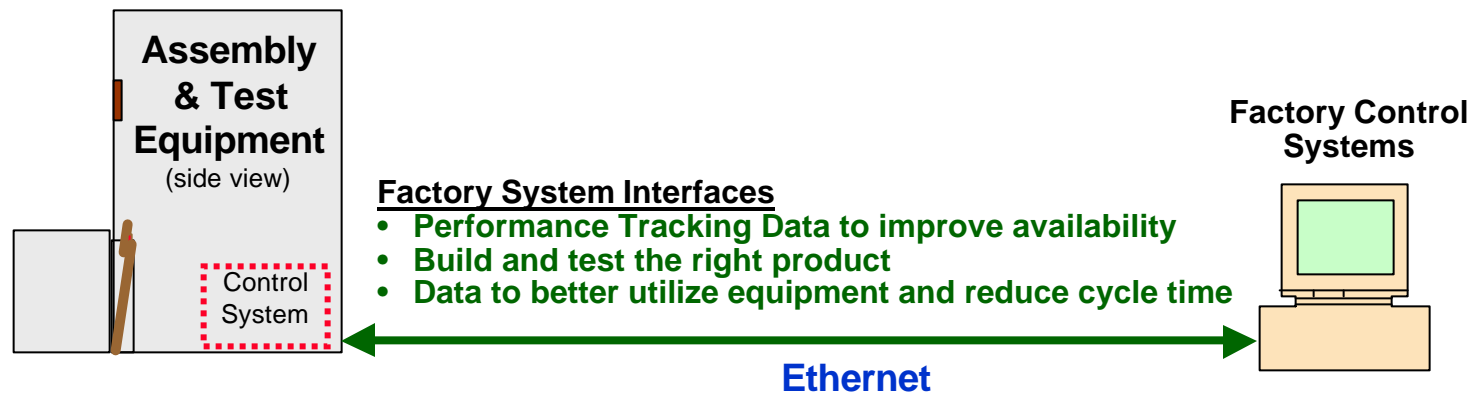 Assembly
& Test
Equipment
(side view)
Control
System
Factory System Interfaces
• Performance Tracking Data to improve availability
• Build and test the right product
• Data to better utilize equipment and reduce cycle time
Ethernet
Factory Control
Systems